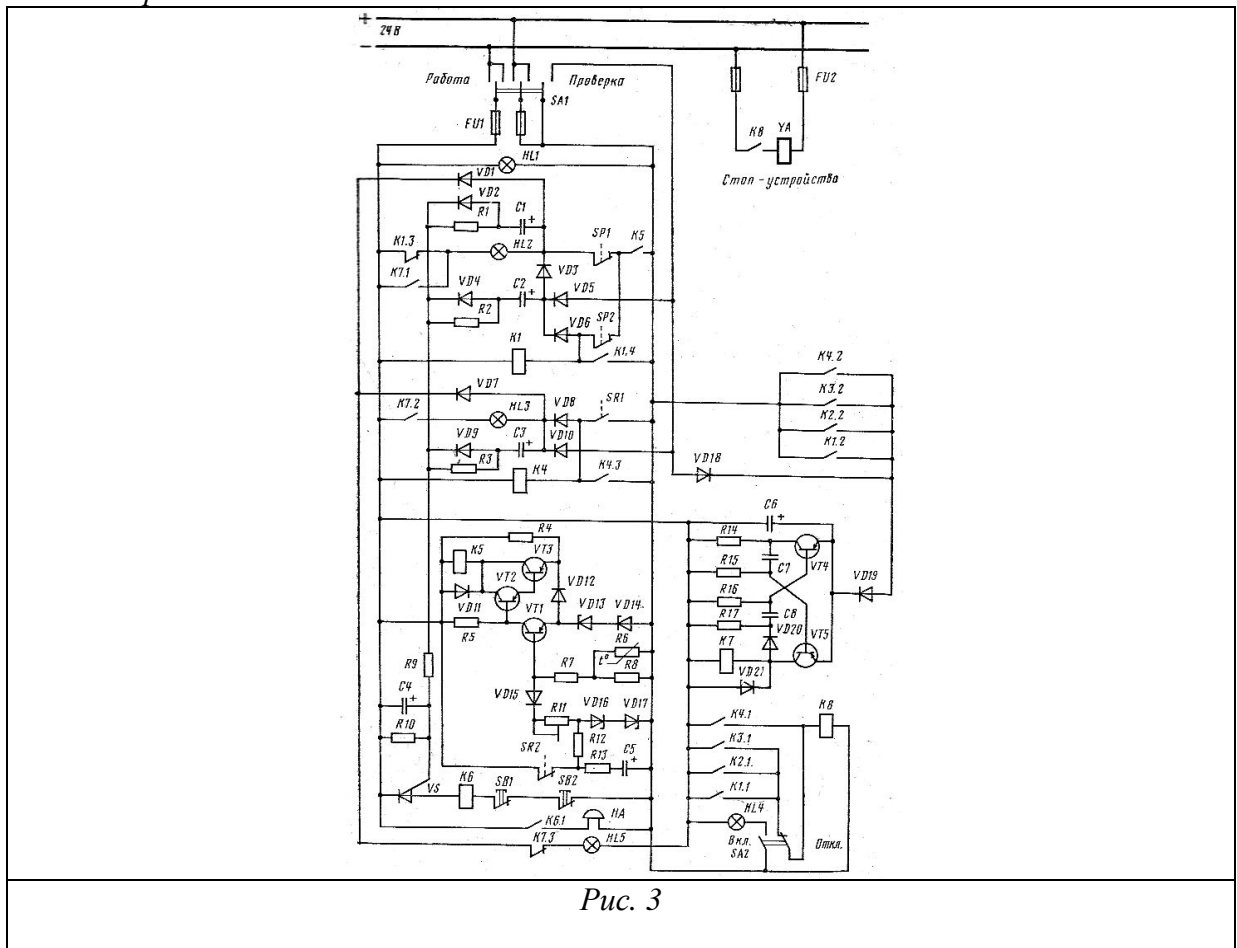 +
24 В
−
Работа
Проверка
SA1
FU1
FU2
K8
YA
Стоп-устройства
HL1
VD1
VD2
R1
C1
+
K1.3
HL2
SP1
K5
K7.1
VD3
VD4
C2
+
VD5
R2
SP2
VD6
K1
K1.4
K4.2
K3.2
K2.2
K1.2
VD7
K7.2
HL3
VD8
SR1
VD9
C3
+
VD10
R3
K4
K4.3
VD18
C6
+
R4
R14
K5
VT3
VT4
VT2
R15
C7
VD12
VD19
VD11
VT1
VD13
VD14
R16
C8
R5
R6
R17
VD20
t°
R7
R8
K7
VT5
R9
VD21
C4
+
VD15
R11
VD16
VD17
K8
R10
R12
K4.1
SR2
R13
C5
+
K3.1
K2.1.
VS
K6
SB1
SB2
K1.1
HL4
K6.1
HA
K7.3
HL5
Вкл.
SA2
Откл.
Рис. 3